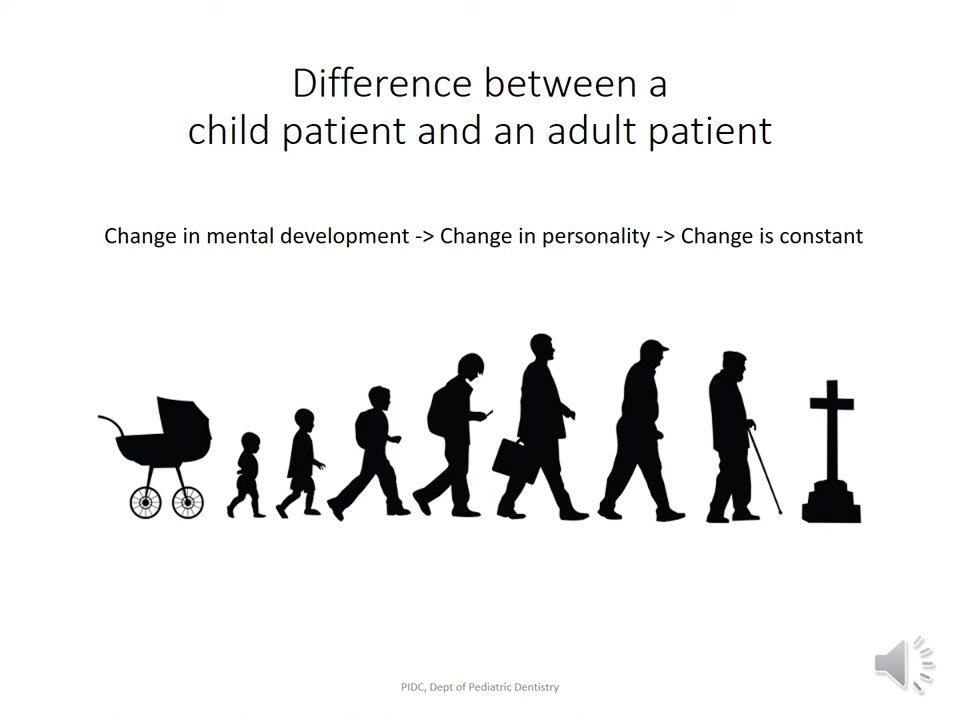 Difference between a
child patient and an adult patient
Change in mental development -> Change in personality -> Change is constant
PIDC, Dept of Pediatric Dentistry